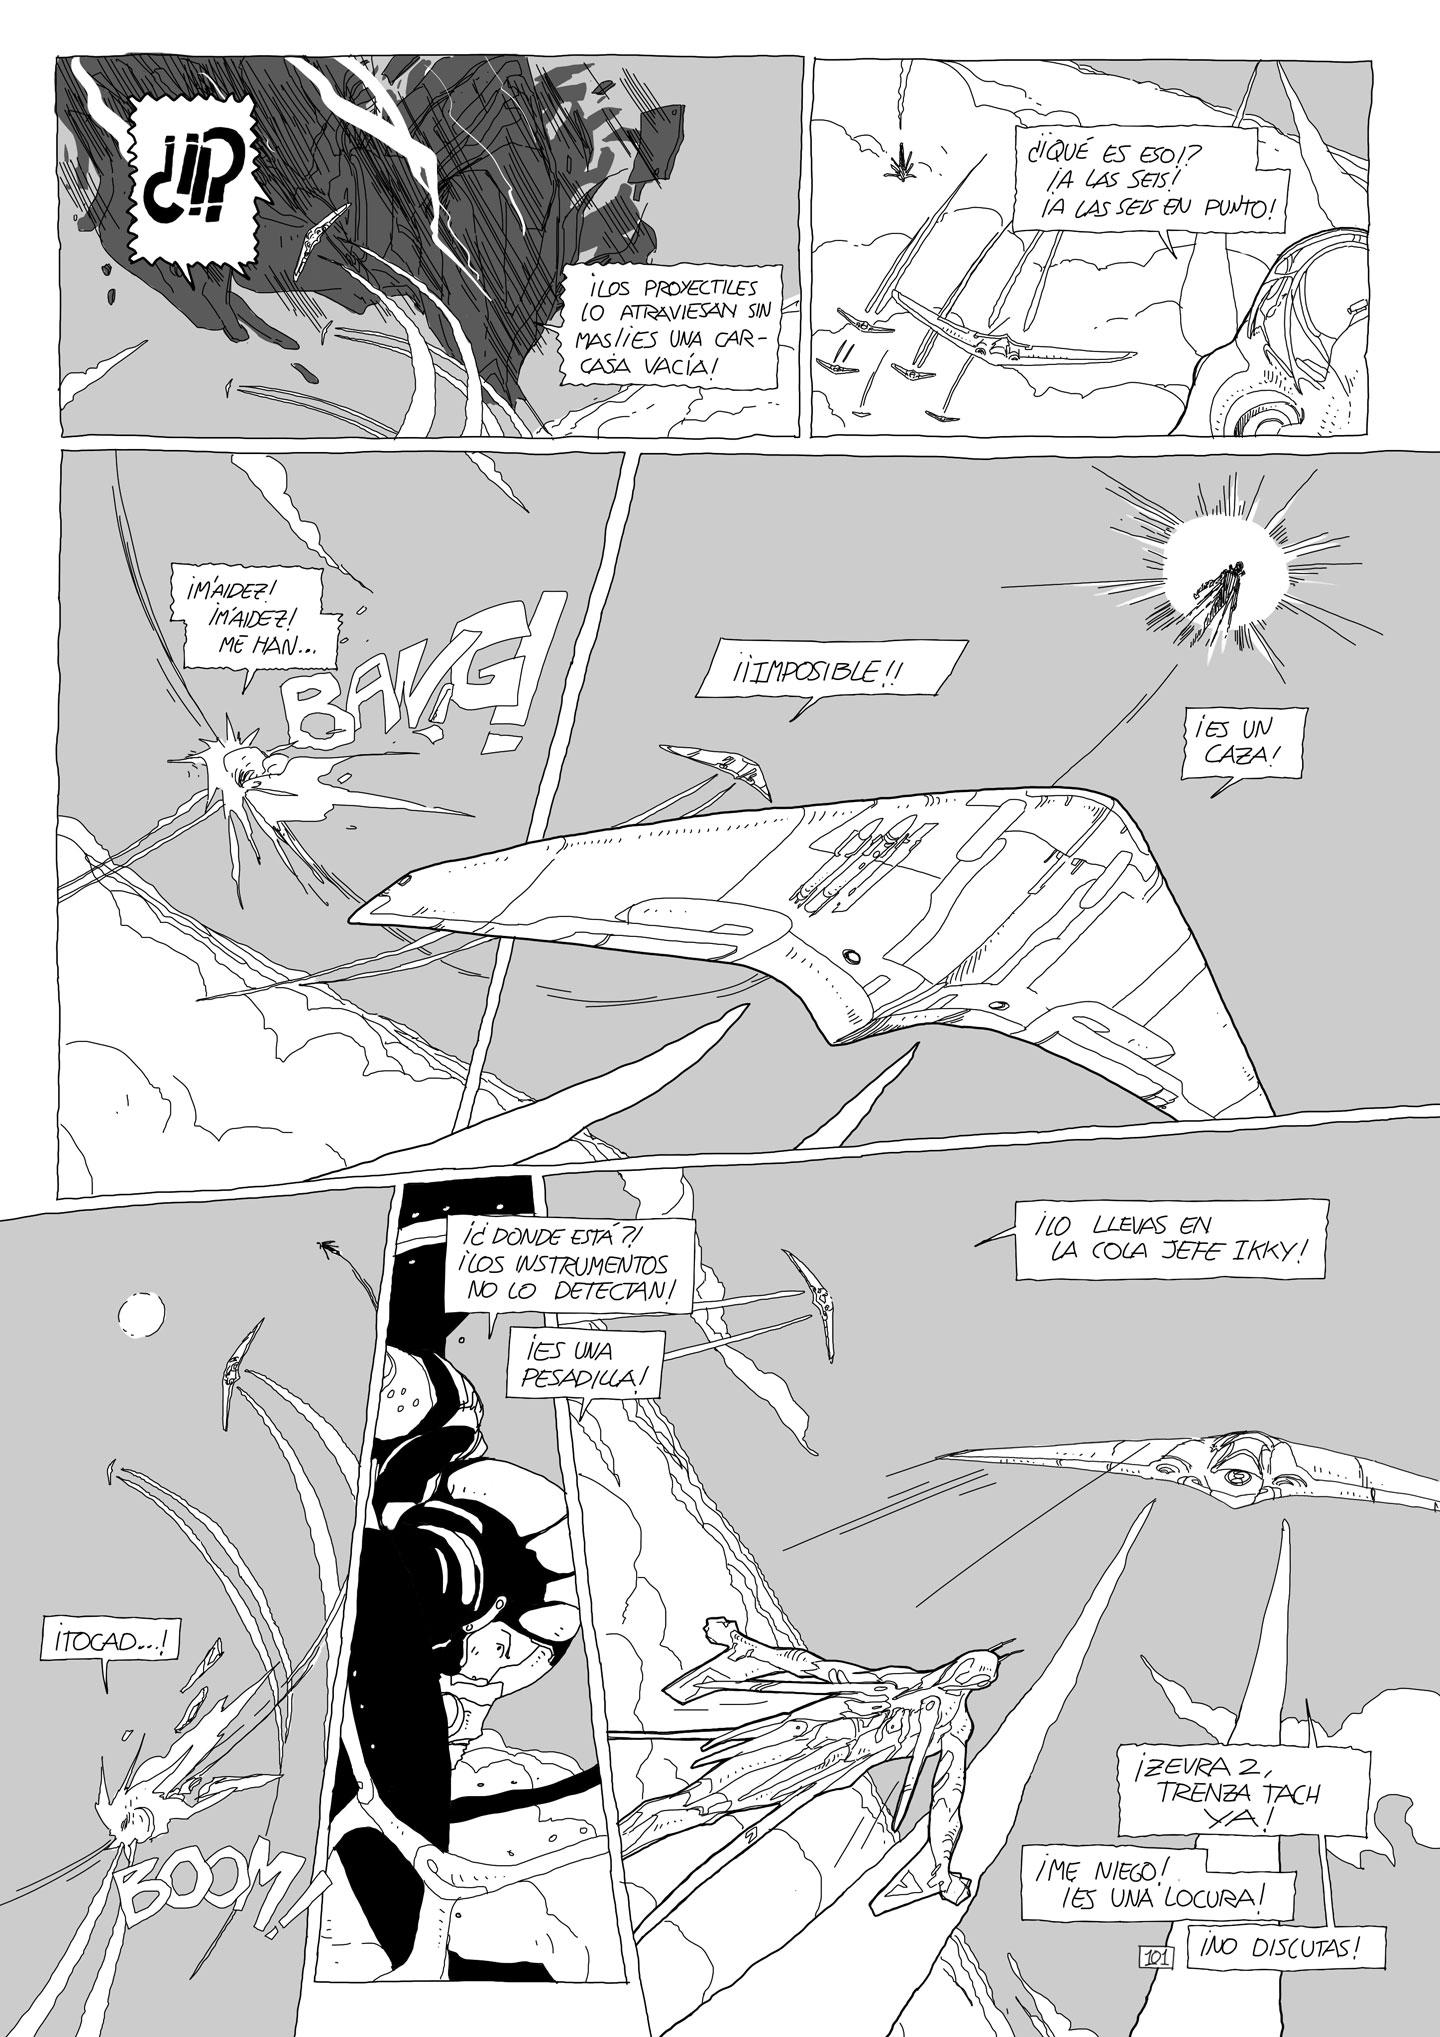 ¿¡¡?
¡LOS PROYECTILES
LO ATRAVIESAN SIN
MAS!¡ES UNA CAR-
CASA VACÍA!
¿¡QUÉ ES ESO!?
¡A LAS SEIS!
¡A LAS SEIS EN PUNTO!
¡M'AIDEZ!
¡M'AIDEZ!
ME HAN...
BANG!
¡¡IMPOSIBLE!!
¡ES UN
CAZA!
¡TOCAD...!
BOOM!
¡¿DONDE ESTÁ?!
¡LOS INSTRUMENTOS
NO LO DETECTAN!
¡ES UNA
PESADILLA!
¡LO LLEVAS EN
LA COLA JEFE IKKY!
¡ZEVRA 2,
TRENZA TACH
YA!
¡ME NIEGO!
¡ES UNA LOCURA!
¡NO DISCUTAS!
101